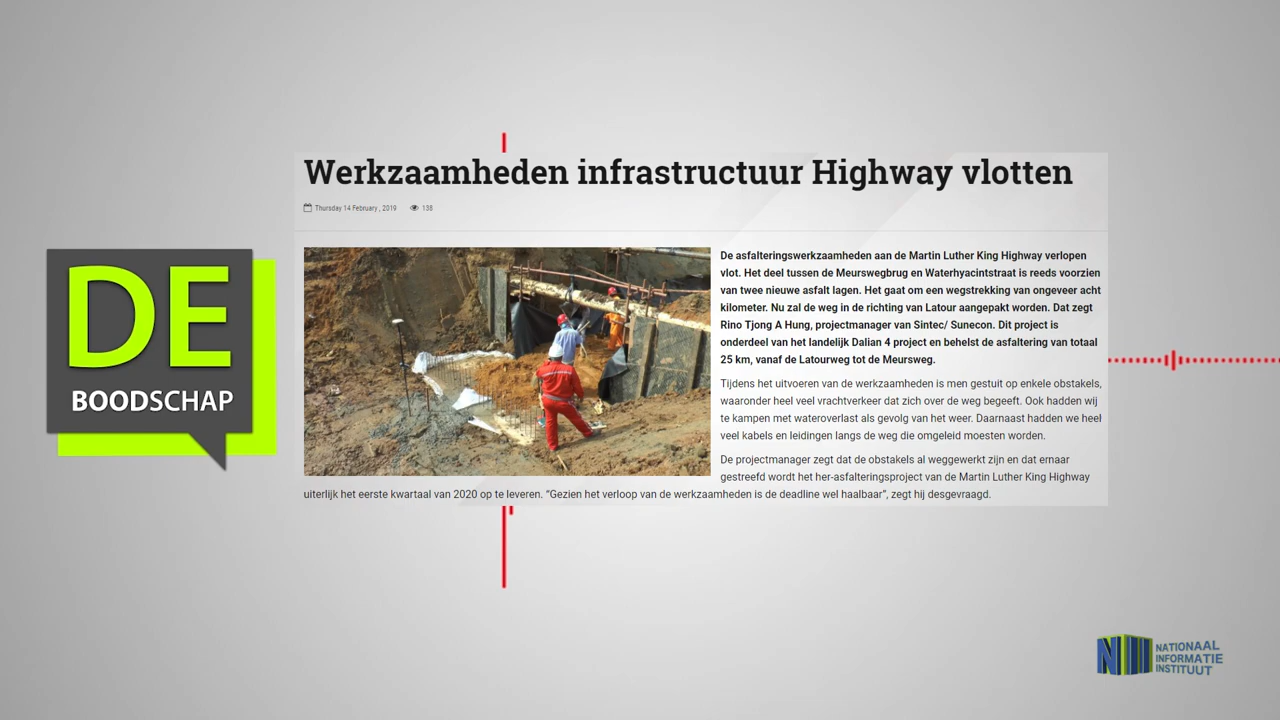 Werkzaamheden infrastructuur Highway vlotten
Thursday 14 February , 2019 138
DE
BOODSCHAP
De asfalteringswerkzaamheden aan de Martin Luther King Highway verlopen
vlot. Het deel tussen de Meurswegbrug en Waterhyacintstraat is reeds voorzien
van twee nieuwe asfalt lagen. Het gaat om een wegstrekking van ongeveer acht
kilometer. Nu zal de weg in de richting van Latour aangepakt worden. Dat zegt
Rino Tjong A Hung, projectmanager van Sintec/ Sunecon. Dit project is
onderdeel van het landelijk Dalian 4 project en behelst de asfaltering van totaal
25 km, vanaf de Latourweg tot de Meursweg.
Tijdens het uitvoeren van de werkzaamheden is men gestuit op enkele obstakels,
waaronder heel veel vrachtverkeer dat zich over de weg begeeft. Ook hadden wij
te kampen met wateroverlast als gevolg van het weer. Daarnaast hadden we heel
veel kabels en leidingen langs de weg die omgeleid moesten worden.
De projectmanager zegt dat de obstakels al weggewerkt zijn en dat ernaar
gestreefd wordt het her-asfalteringsproject van de Martin Luther King Highway
uiterlijk het eerste kwartaal van 2020 op te leveren. "Gezien het verloop van de werkzaamheden is de deadline wel haalbaar", zegt hij desgevraagd.
NII
NATIONAAL
INFORMATIE
INSTITUUT